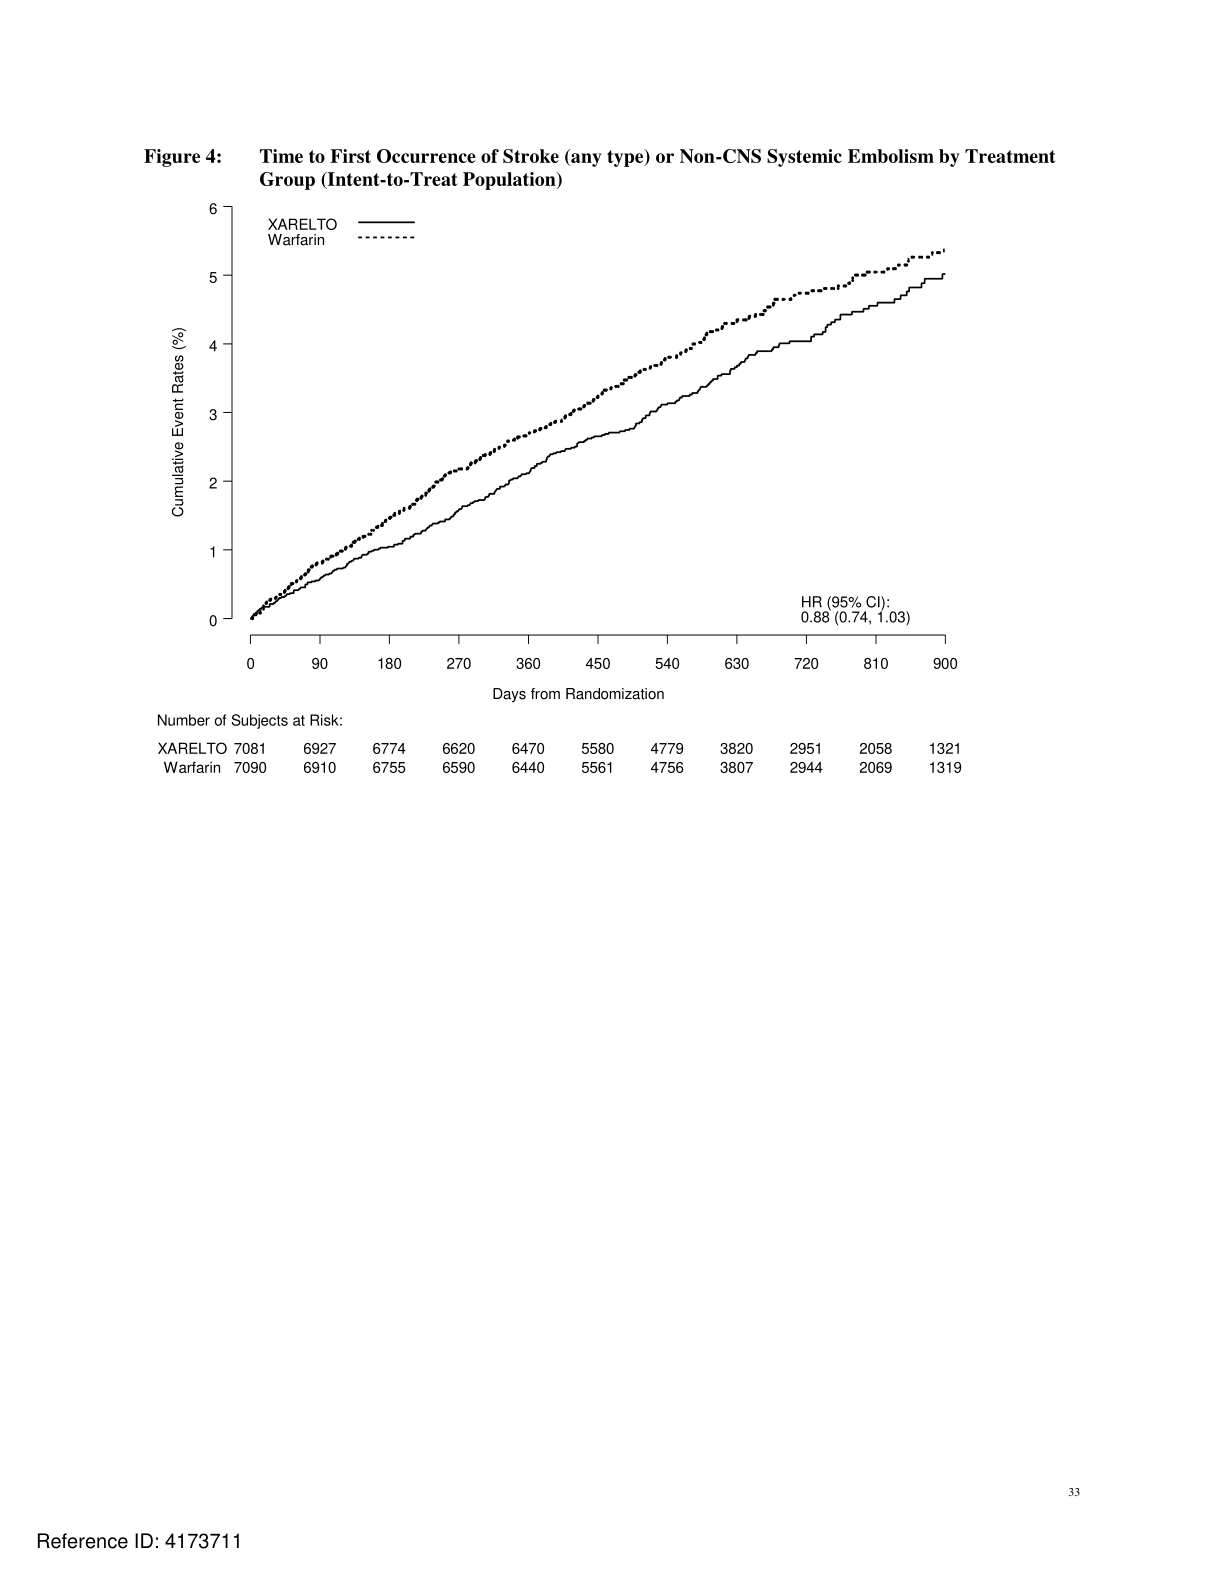 Figure 4: Time to First Occurrence of Stroke (any type) or Non-CNS Systemic Embolism by Treatment
Group (Intent-to-Treat Population)
6
XARELTO
Warfarin
5
4
3
2
1
0
Cumulative Event Rates (%)
HR (95% CI):
0.88 (0.74, 1.03)
0 90 180 270 360 450 540 630 720 810 900
Days from Randomization
Number of Subjects at Risk:
XARELTO 7081 6927 6774 6620 6470 5580 4779 3820 2951 2058 1321
Warfarin 7090 6910 6755 6590 6440 5561 4756 3807 2944 2069 1319
33
Reference ID: 4173711